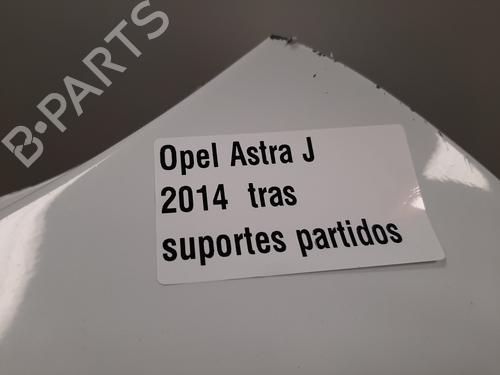 B-PARTS
Opel Astra J
2014 tras
suportes partidos